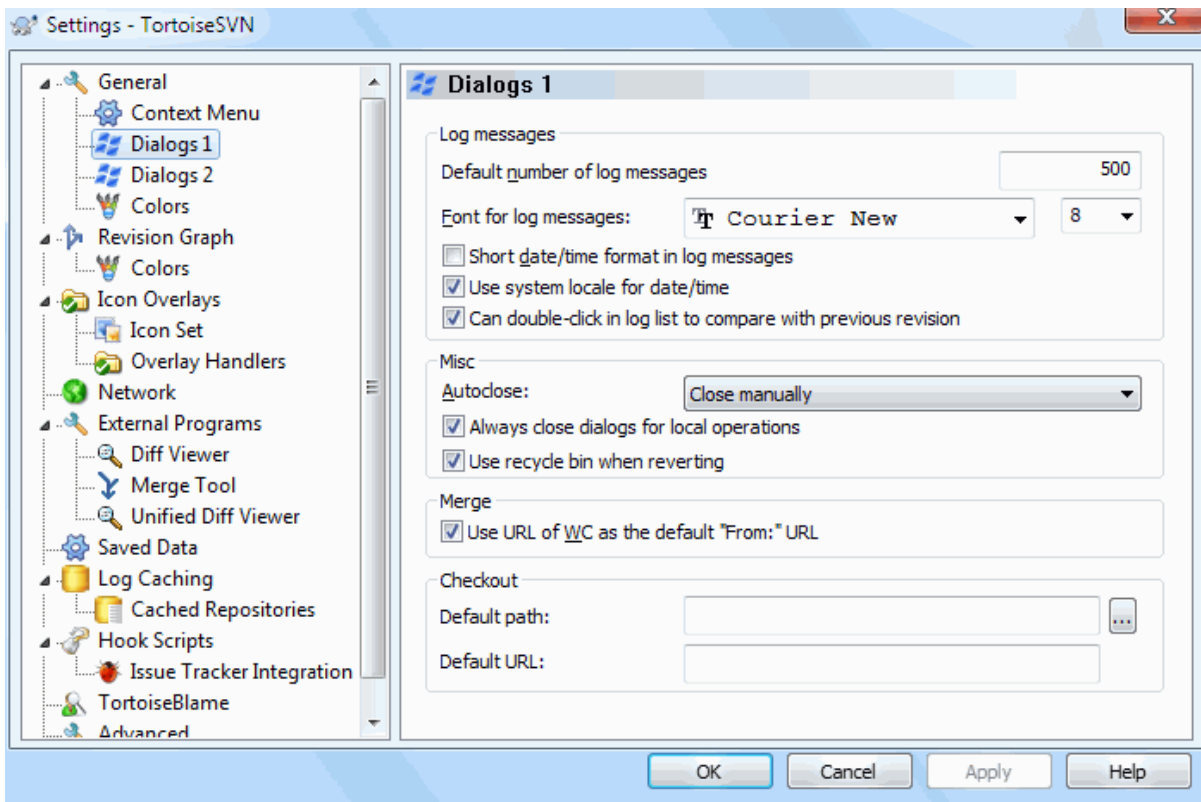 Settings - TortoiseSVN
General
Context Menu
Dialogs 1
Dialogs 2
Colors
Revision Graph
Colors
Icon Overlays
Icon Set
Overlay Handlers
Network
External Programs
Diff Viewer
Merge Tool
Unified Diff Viewer
Saved Data
Log Caching
Cached Repositories
Hook Scripts
Issue Tracker Integration
TortoiseBlame
Advanced
Dialogs 1
Log messages
Default number of log messages 500
Font for log messages: Courier New 8
Short date/time format in log messages
Use system locale for date/time
Can double-click in log list to compare with previous revision
Misc
Autoclose: Close manually
Always close dialogs for local operations
Use recycle bin when reverting
Merge
Use URL of WC as the default "From:" URL
Checkout
Default path: ...
Default URL:
OK Cancel Apply Help